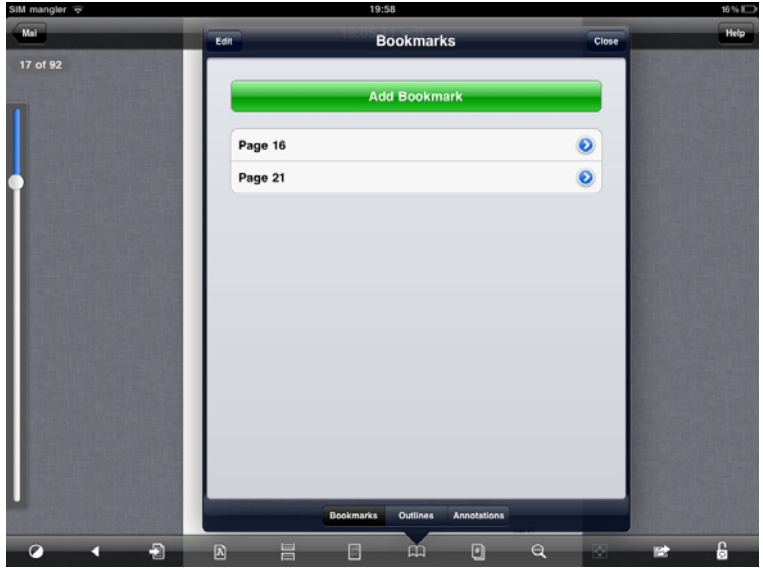 SIM mangler 19:58 16 %
Mai Edit Bookmarks Close Help
17 of 92
Add Bookmark
Page 16
Page 21
Bookmarks Outlines Annotations